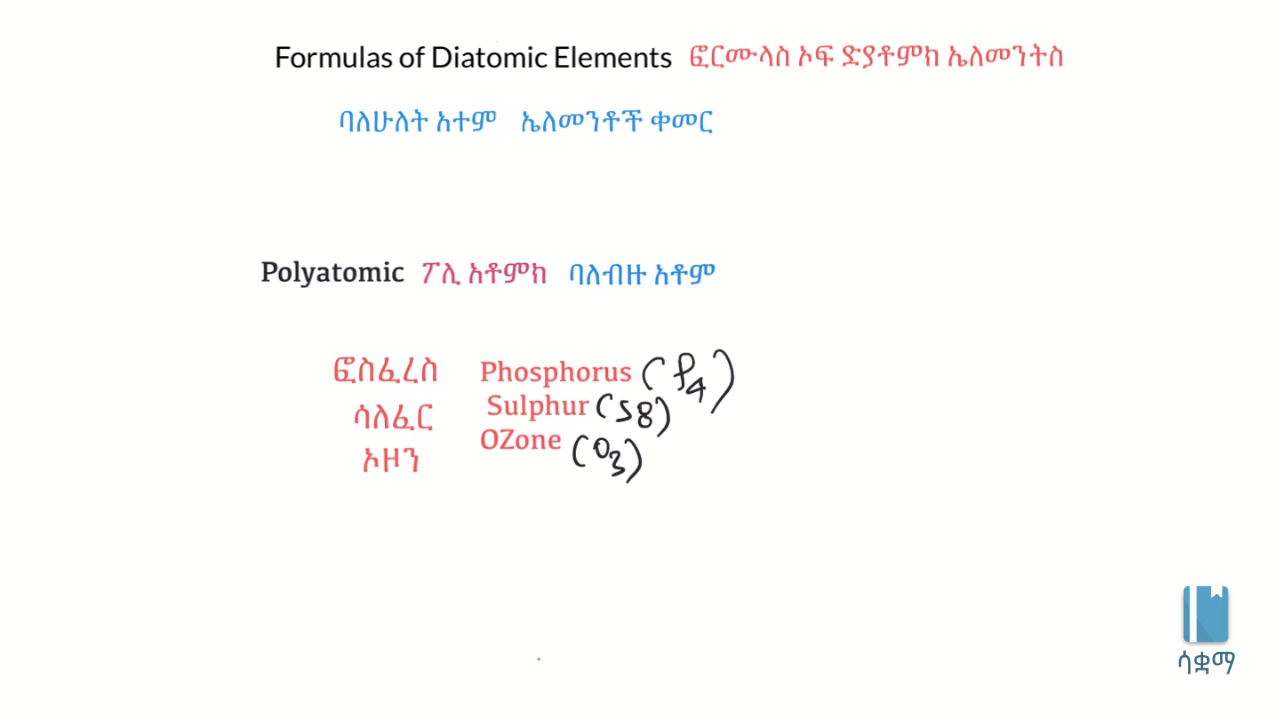 Formulas of Diatomic Elements ፎርሙላስ ኦፍ ድያቶምክ ኤለመንትስ
ባለሁለት አተም ኤለመንቶች ቀመር
Polyatomic ፖሊ አቶምክ ባለብዙ አቶም
ፎስፈረስ Phosphorus (P4)
ሳለፈር Sulphur (S8)
ኦዞን OZone (O3)
ሳቋማ